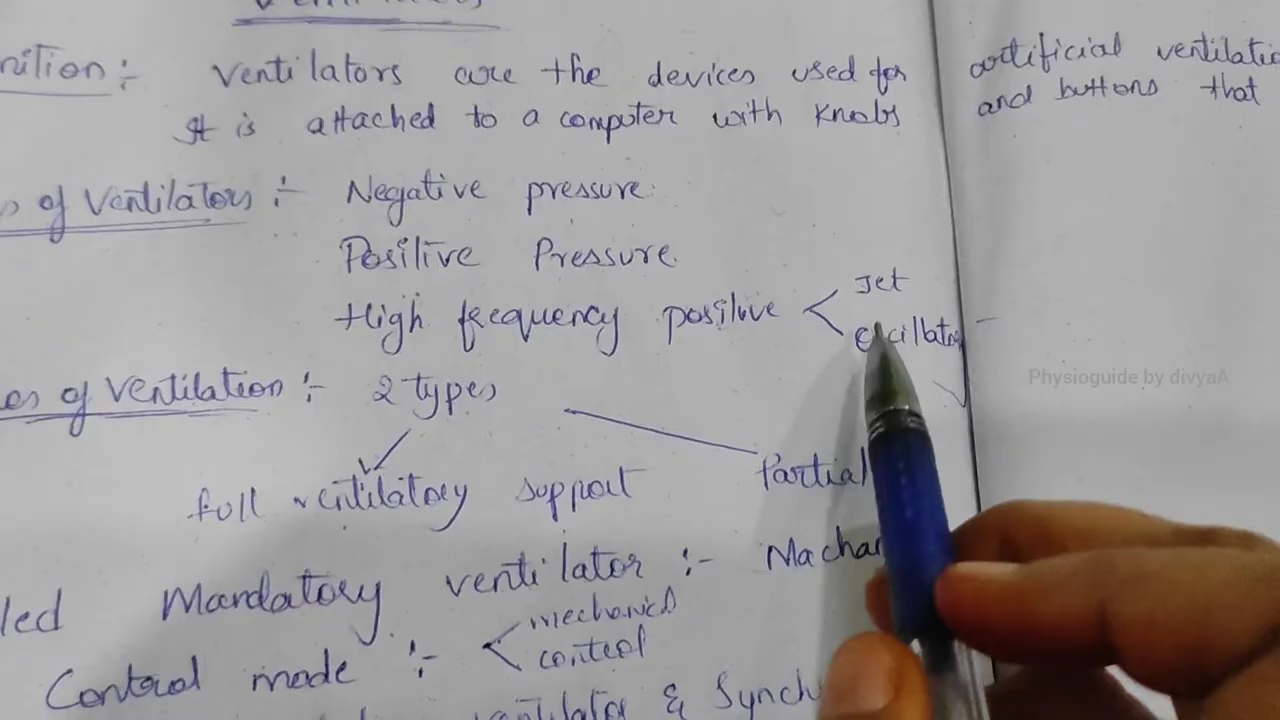 nition :- ventilators are the devices used for artificial ventilatio
It is attached to a computer with knobs and buttons that
s of Ventilators :- Negative pressure
Positive Pressure
High frequency positive < Jet
oscillator
es of Ventilation :- 2 types
full ventilatory support Partial
led Mandatory ventilator :- Machan
Control mode :- < mechanical
control
ventilator & Synch
Physioguide by divyaA